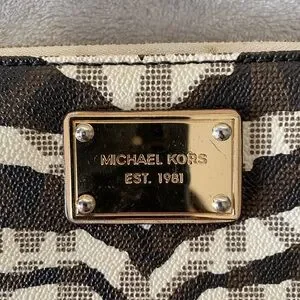 MICHAEL KORS
EST. 1981